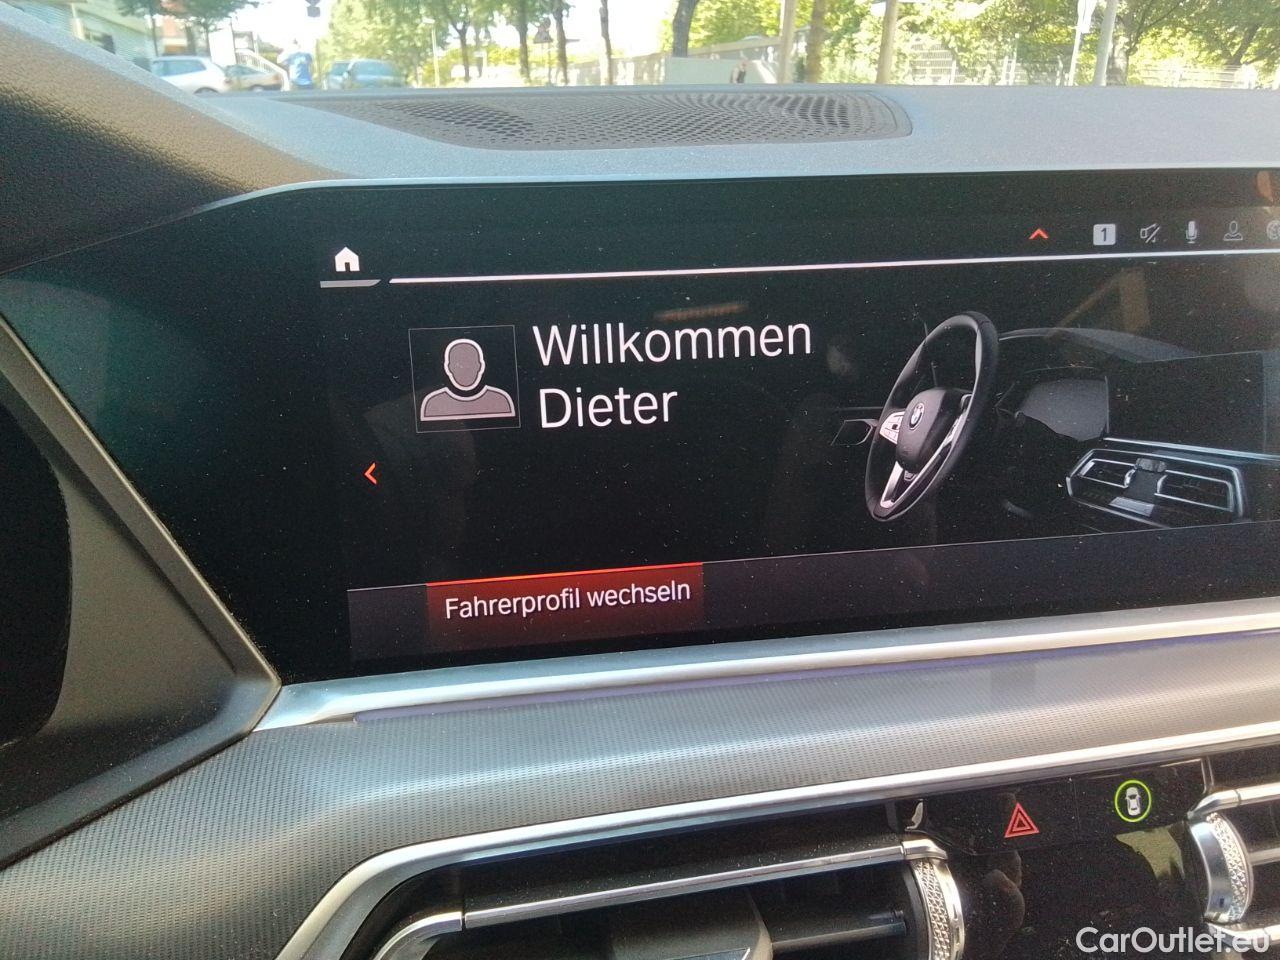 1
Willkommen
Dieter
Fahrerprofil wechseln
CarOutlet.eu